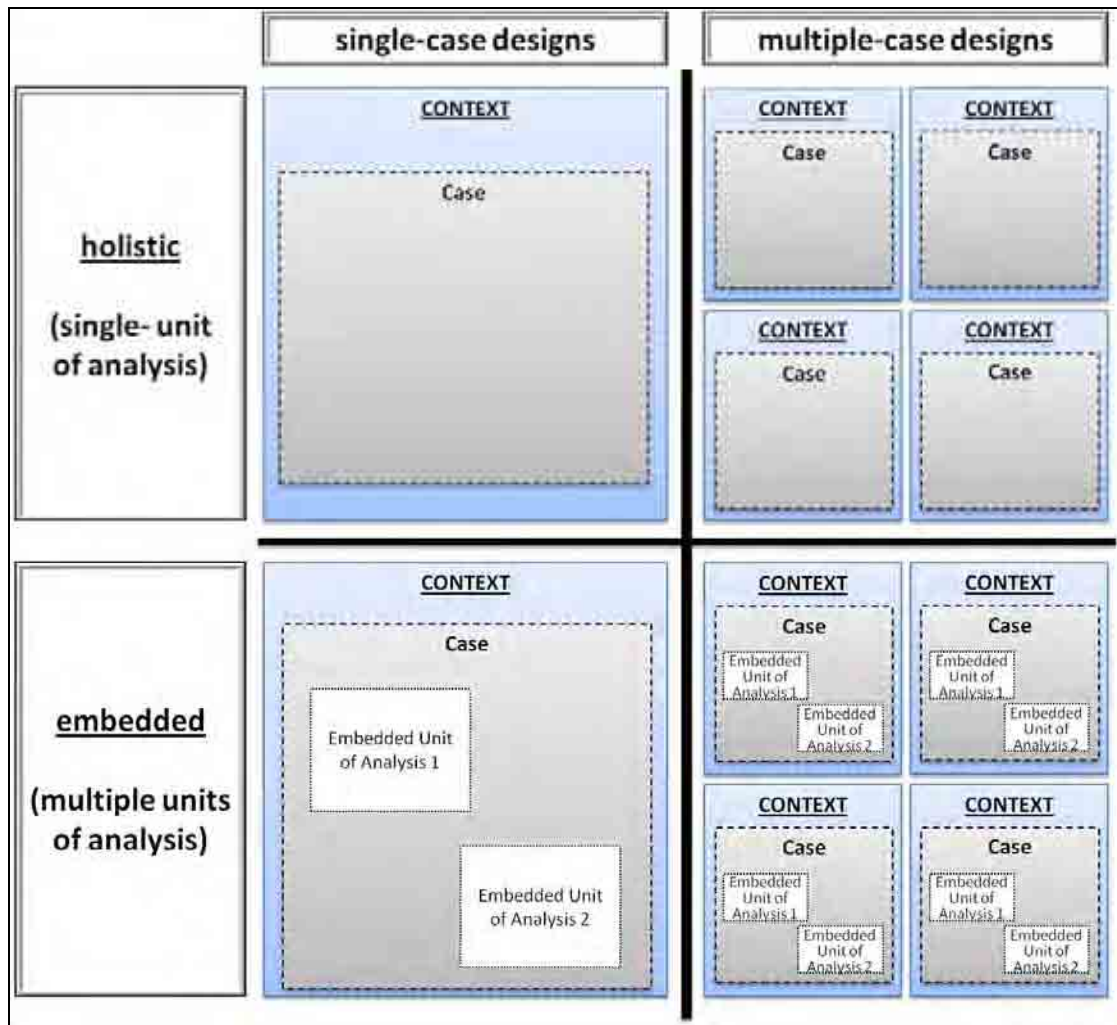 single-case designs
multiple-case designs
holistic
(single- unit
of analysis)
CONTEXT
Case
CONTEXT
Case
CONTEXT
Case
CONTEXT
Case
CONTEXT
Case
embedded
(multiple units
of analysis)
CONTEXT
Case
Embedded Unit
of Analysis 1
Embedded Unit
of Analysis 2
CONTEXT
Case
Embedded
Unit of
Analysis 1
Embedded
Unit of
Analysis 2
CONTEXT
Case
Embedded
Unit of
Analysis 1
Embedded
Unit of
Analysis 2
CONTEXT
Case
Embedded
Unit of
Analysis 1
Embedded
Unit of
Analysis 2
CONTEXT
Case
Embedded
Unit of
Analysis 1
Embedded
Unit of
Analysis 2